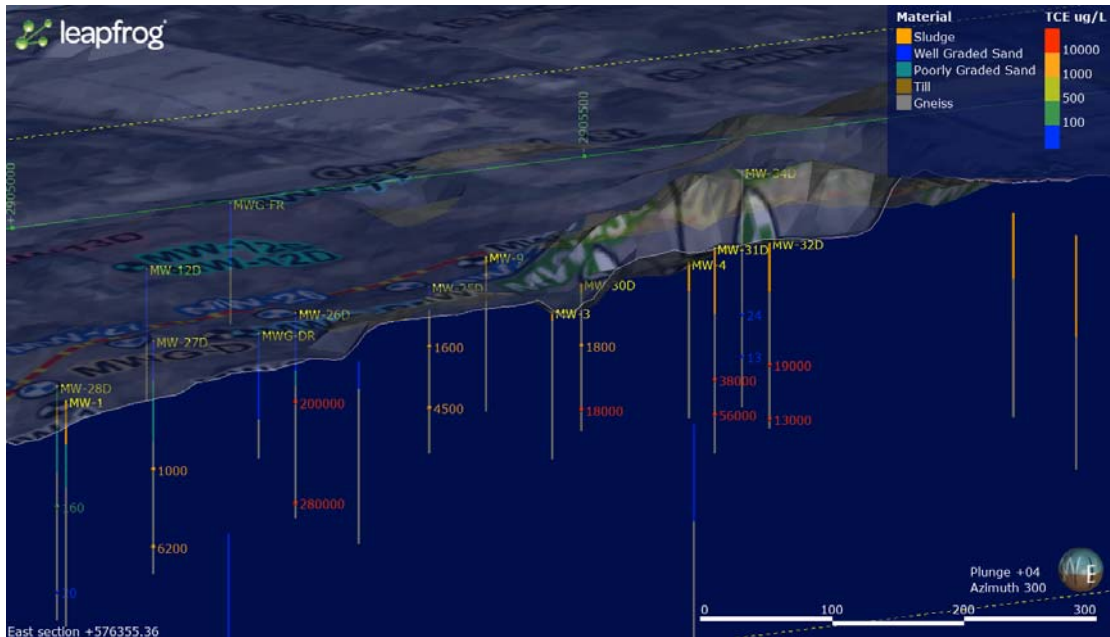 leapfrog
Material
Sludge
Well Graded Sand
Poorly Graded Sand
Till
Gneiss
TCE ug/L
10000
1000
500
100
2905000
2905500
MWG-FR
MW-12D
MW-27D
MW-28D
MW-1
MWG-DR
MW-26D
MW-25D
MW-9
MW-3
MW-30D
MW-4
MW-31D
MW-24D
MW-32D
1600
4500
1800
18000
24
13
19000
38000
56000
13000
200000
280000
1000
6200
160
Plunge +04
Azimuth 300
E
0
100
200
300
East section +576355.36